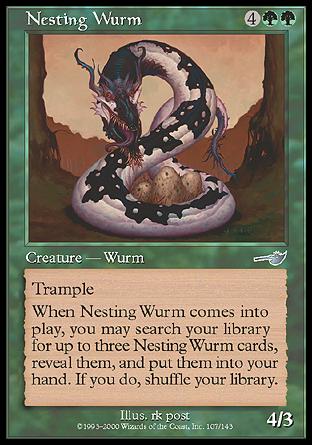 Nesting Wurm 4
Creature — Wurm
Trample
When Nesting Wurm comes into
play, you may search your library
for up to three Nesting Wurm cards,
reveal them, and put them into your
hand. If you do, shuffle your library.
Illus. rk post
©1993–2000 Wizards of the Coast, Inc. 107/143
4/3